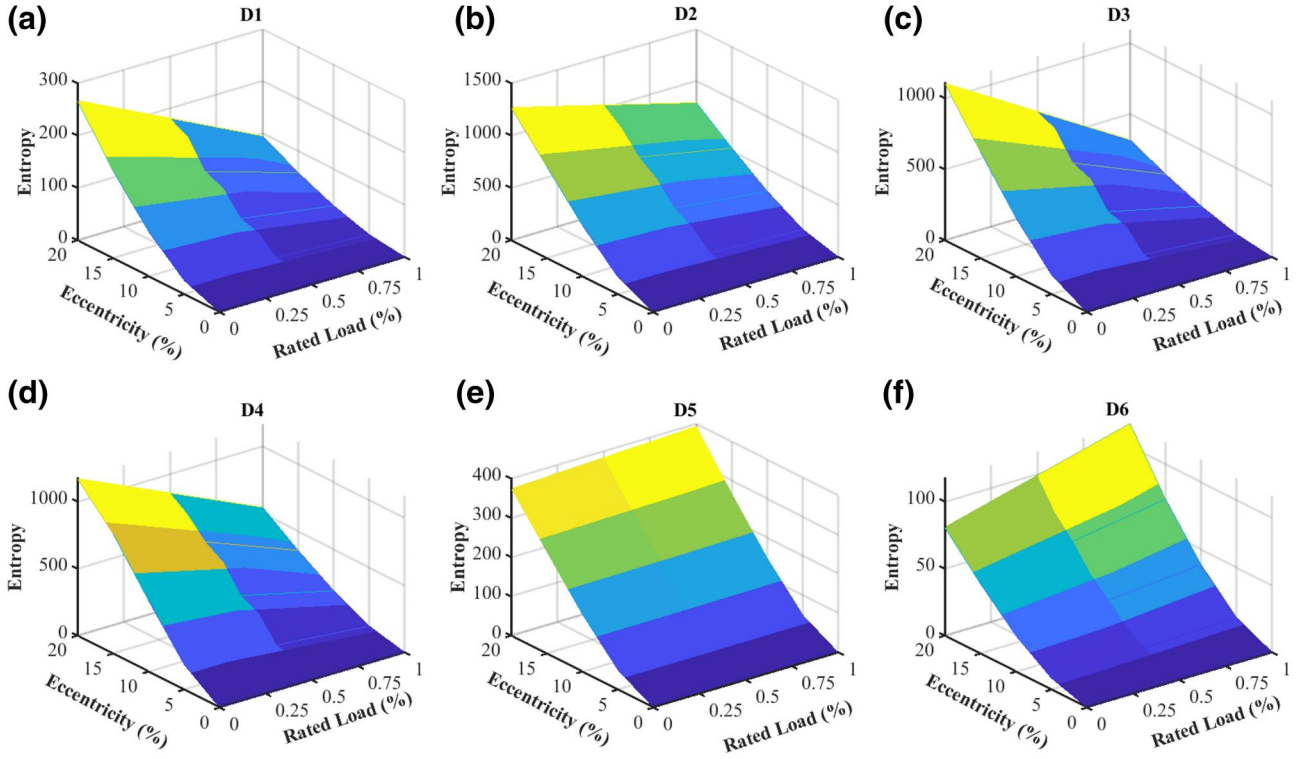 (a)
D1
300
200
100
0
Entropy
20
15
10
5
0
Eccentricity (%)
0
0.25
0.5
0.75
1
Rated Load (%)
(b)
D2
1500
1000
500
0
Entropy
20
15
10
5
0
Eccentricity (%)
0
0.25
0.5
0.75
1
Rated Load (%)
(c)
D3
1000
500
0
Entropy
20
15
10
5
0
Eccentricity (%)
0
0.25
0.5
0.75
1
Rated Load (%)
(d)
D4
1000
500
0
Entropy
20
15
10
5
0
Eccentricity (%)
0
0.25
0.5
0.75
1
Rated Load (%)
(e)
D5
400
300
200
100
0
Entropy
20
15
10
5
0
Eccentricity (%)
0
0.25
0.5
0.75
1
Rated Load (%)
(f)
D6
100
50
0
Entropy
20
15
10
5
0
Eccentricity (%)
0
0.25
0.5
0.75
1
Rated Load (%)